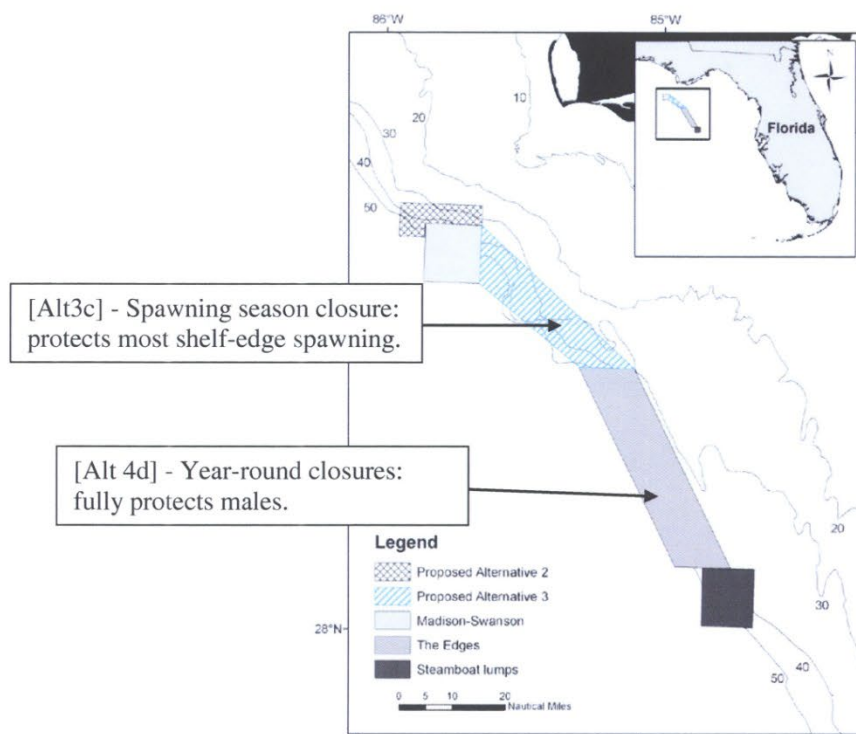 86°W
85°W
10
20
30
40
50
Florida
[Alt3c] - Spawning season closure:
protects most shelf-edge spawning.
[Alt 4d] - Year-round closures:
fully protects males.
Legend
Proposed Alternative 2
Proposed Alternative 3
Madison-Swanson
The Edges
Steamboat lumps
0 5 10 20
Nautical Miles
28°N
20
30
40
50